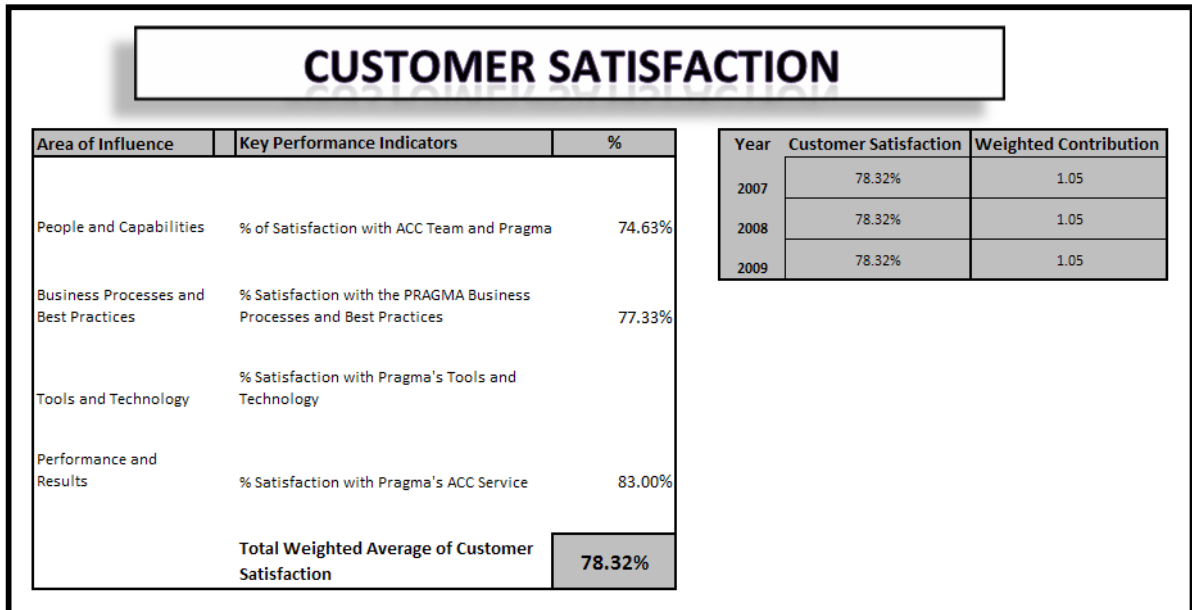 CUSTOMER SATISFACTION
Area of Influence Key Performance Indicators %
People and Capabilities % of Satisfaction with ACC Team and Pragma 74.63%
Business Processes and % Satisfaction with the PRAGMA Business
Best Practices Processes and Best Practices 77.33%
% Satisfaction with Pragma's Tools and
Tools and Technology Technology
Performance and
Results % Satisfaction with Pragma's ACC Service 83.00%
Total Weighted Average of Customer
Satisfaction 78.32%
Year Customer Satisfaction Weighted Contribution
2007 78.32% 1.05
2008 78.32% 1.05
2009 78.32% 1.05